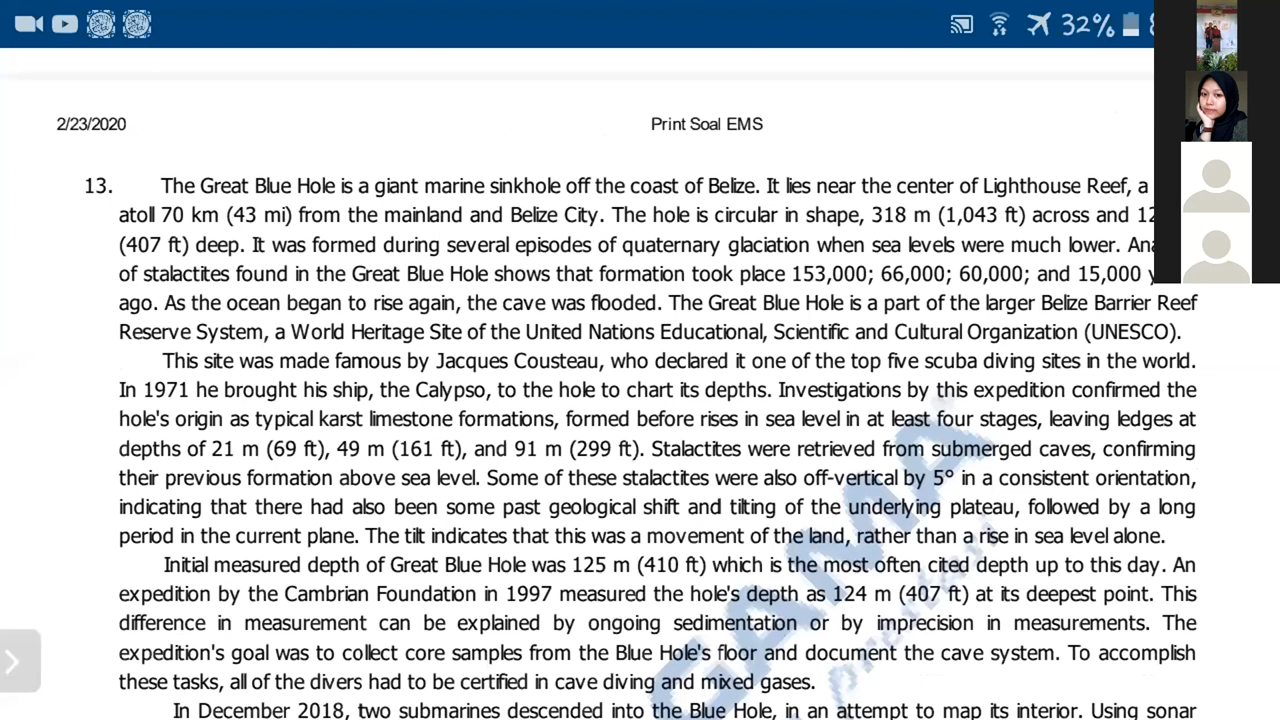 32%
2/23/2020
Print Soal EMS
13. The Great Blue Hole is a giant marine sinkhole off the coast of Belize. It lies near the center of Lighthouse Reef, a
atoll 70 km (43 mi) from the mainland and Belize City. The hole is circular in shape, 318 m (1,043 ft) across and
(407 ft) deep. It was formed during several episodes of quaternary glaciation when sea levels were much lower.
of stalactites found in the Great Blue Hole shows that formation took place 153,000; 66,000; 60,000; and 15,000
ago. As the ocean began to rise again, the cave was flooded. The Great Blue Hole is a part of the larger Belize Barrier Reef
Reserve System, a World Heritage Site of the United Nations Educational, Scientific and Cultural Organization (UNESCO).
This site was made famous by Jacques Cousteau, who declared it one of the top five scuba diving sites in the world.
In 1971 he brought his ship, the Calypso, to the hole to chart its depths. Investigations by this expedition confirmed the
hole's origin as typical karst limestone formations, formed before rises in sea level in at least four stages, leaving ledges at
depths of 21 m (69 ft), 49 m (161 ft), and 91 m (299 ft). Stalactites were retrieved from submerged caves, confirming
their previous formation above sea level. Some of these stalactites were also off-vertical by 5° in a consistent orientation,
indicating that there had also been some past geological shift and tilting of the underlying plateau, followed by a long
period in the current plane. The tilt indicates that this was a movement of the land, rather than a rise in sea level alone.
Initial measured depth of Great Blue Hole was 125 m (410 ft) which is the most often cited depth up to this day. An
expedition by the Cambrian Foundation in 1997 measured the hole's depth as 124 m (407 ft) at its deepest point. This
difference in measurement can be explained by ongoing sedimentation or by imprecision in measurements. The
expedition's goal was to collect core samples from the Blue Hole's floor and document the cave system. To accomplish
these tasks, all of the divers had to be certified in cave diving and mixed gases.
In December 2018, two submarines descended into the Blue Hole, in an attempt to map its interior. Using sonar
GAMA